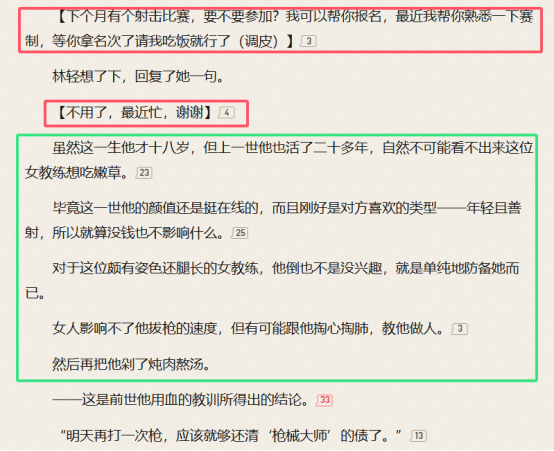 【下个月有个射击比赛，要不要参加？我可以帮你报名，最近我帮你熟悉一下赛
制，等你拿名次了请我吃饭就行了（调皮）】 3
林轻想了下，回复了她一句。
【不用了，最近忙，谢谢】 4
虽然这一生他才十八岁，但上一世他也活了二十多年，自然不可能看不出来这位
女教练想吃嫩草。 23
毕竟这一世他的颜值还是挺在线的，而且刚好是对方喜欢的类型——年轻且善
射，所以就算没钱也不影响什么。 25
对于这位颇有姿色还腿长的女教练，他倒也不是没兴趣，就是单纯地防备她而
已。
女人影响不了他拔枪的速度，但有可能跟他掏心掏肺，教他做人。 3
然后再把他剁了炖肉熬汤。
——这是前世他用血的教训所得出的结论。 33
“明天再打一次枪，应该就够还清‘枪械大师’的债了。” 13